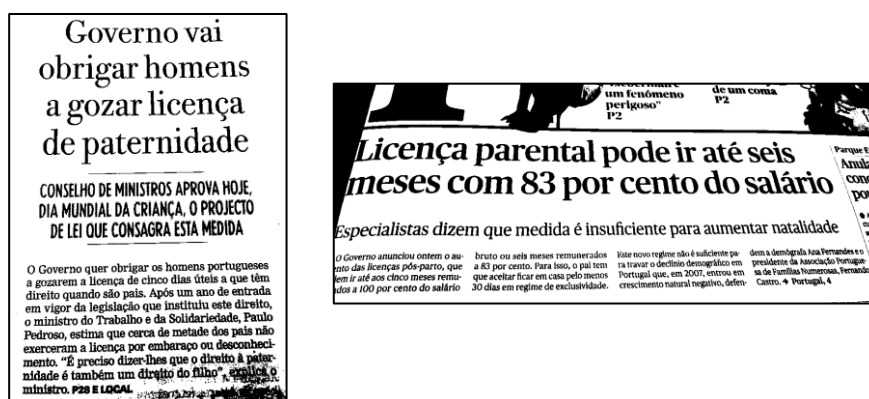 Governo vai
obrigar homens
a gozar licença
de paternidade
CONSELHO DE MINISTROS APROVA HOJE,
DIA MUNDIAL DA CRIANÇA, O PROJECTO
DE LEI QUE CONSAGRA ESTA MEDIDA
O Governo quer obrigar os homens portugueses
a gozarem a licença de cinco dias úteis a que têm
direito quando são pais. Após um ano de entrada
em vigor da legislação que instituiu este direito,
o ministro do Trabalho e da Solidariedade, Paulo
Pedroso, estima que cerca de metade dos pais não
exerceram a licença por embaraço ou desconheci-
mento. "É preciso dizer-lhes que o direito à pater-
nidade é também um direito do filho", explica o
ministro. P28 E LOCAL
um fenómeno
perigoso"
P2
de um coma
P2
Licença parental pode ir até seis
meses com 83 por cento do salário
Especialistas dizem que medida é insuficiente para aumentar natalidade
O Governo anunciou ontem o au-
nto das licenças pós-parto, que
dem ir até aos cinco meses remu-
dos a 100 por cento do salário
bruto ou seis meses remunerados
a 83 por cento. Para isso, o pai tem
que aceitar ficar em casa pelo menos
30 dias em regime de exclusividade.
Este novo regime não é suficiente pa-
ra travar o declínio demográfico em
Portugal que, em 2007, entrou em
crescimento natural negativo, defen-
dem a demógrafa Ana Fernandes e o
presidente da Associação Portugue-
sa de Famílias Numerosas, Fernando
Castro. → Portugal, 4
Parque E
Anula
conc
po